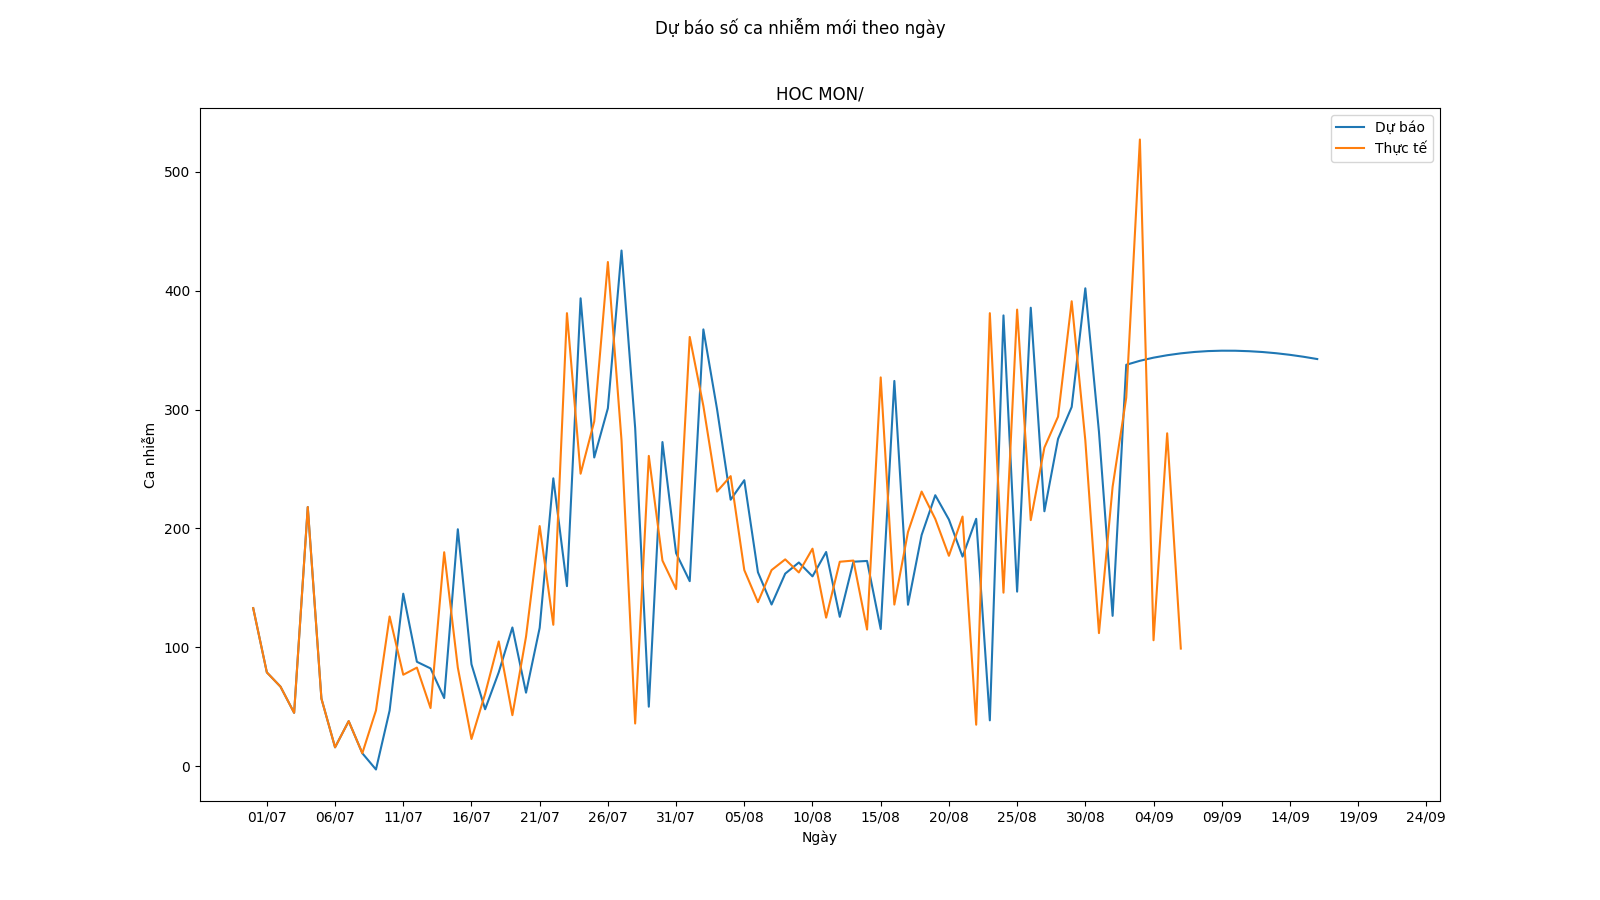 Dự báo số ca nhiễm mới theo ngày
HOC MON/
Dự báo
Thực tế
500
400
300
200
100
0
Ca nhiễm
01/07 06/07 11/07 16/07 21/07 26/07 31/07 05/08 10/08 15/08 20/08 25/08 30/08 04/09 09/09 14/09 19/09 24/09
Ngày